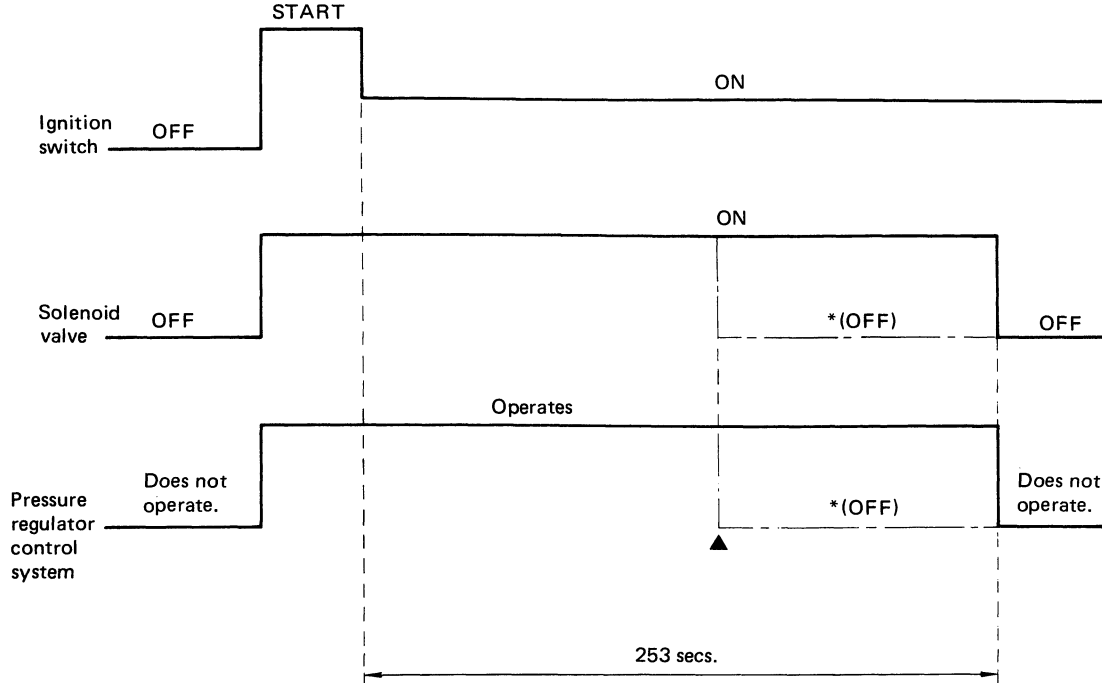 START
ON
Ignition
switch
OFF
ON
Solenoid
valve
OFF
*(OFF)
OFF
Operates
Does not
operate.
Pressure
regulator
control
system
*(OFF)
Does not
operate.
253 secs.